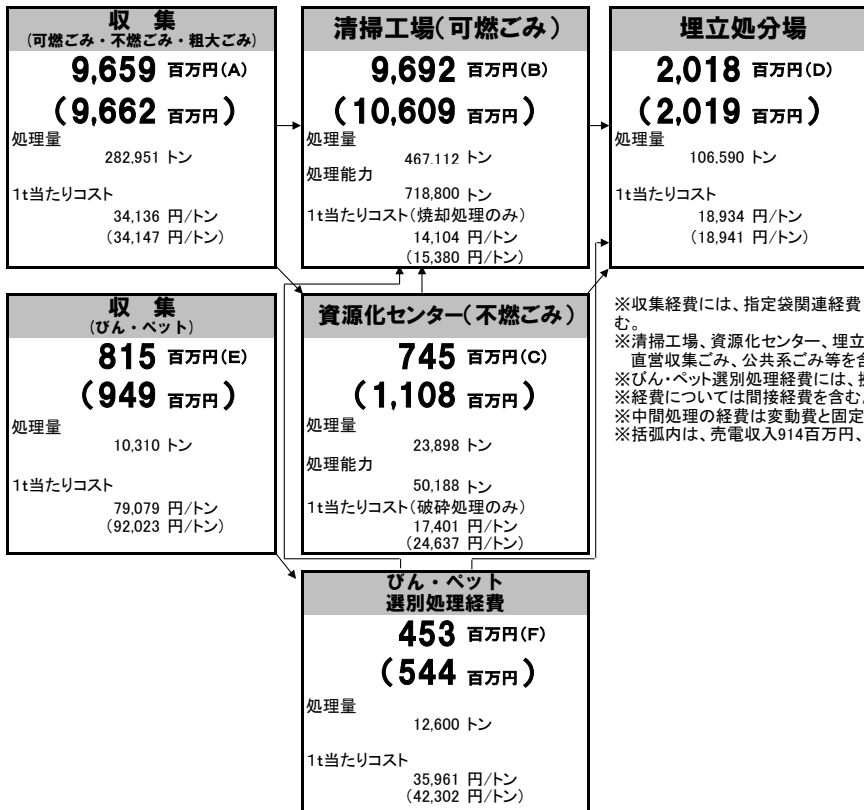 収 集
(可燃ごみ・不燃ごみ・粗大ごみ)
9,659 百万円(A)
(9,662 百万円)
処理量
282,951 トン
1t当たりコスト
34,136 円/トン
(34,147 円/トン)
清掃工場(可燃ごみ)
9,692 百万円(B)
(10,609 百万円)
処理量
467.112 トン
処理能力
718,800 トン
1t当たりコスト(焼却処理のみ)
14,104 円/トン
(15,380 円/トン)
埋立処分場
2,018 百万円(D)
(2,019 百万円)
処理量
106,590 トン
1t当たりコスト
18,934 円/トン
(18,941 円/トン)
収 集
(びん・ペット)
815 百万円(E)
(949 百万円)
処理量
10,310 トン
1t当たりコスト
79,079 円/トン
(92,023 円/トン)
資源化センター(不燃ごみ)
745 百万円(C)
(1,108 百万円)
処理量
23,898 トン
処理能力
50,188 トン
1t当たりコスト(破砕処理のみ)
17,401 円/トン
(24,637 円/トン)
※収集経費には、指定袋関連経費
む。
※清掃工場、資源化センター、埋立
直営収集ごみ、公共系ごみ等を含
※びん・ペット選別処理経費には、
※経費については間接経費を含む。
※中間処理の経費は変動費と固定
※括弧内は、売電収入914百万円、
びん・ペット
選別処理経費
453 百万円(F)
(544 百万円)
処理量
12,600 トン
1t当たりコスト
35,961 円/トン
(42,302 円/トン)